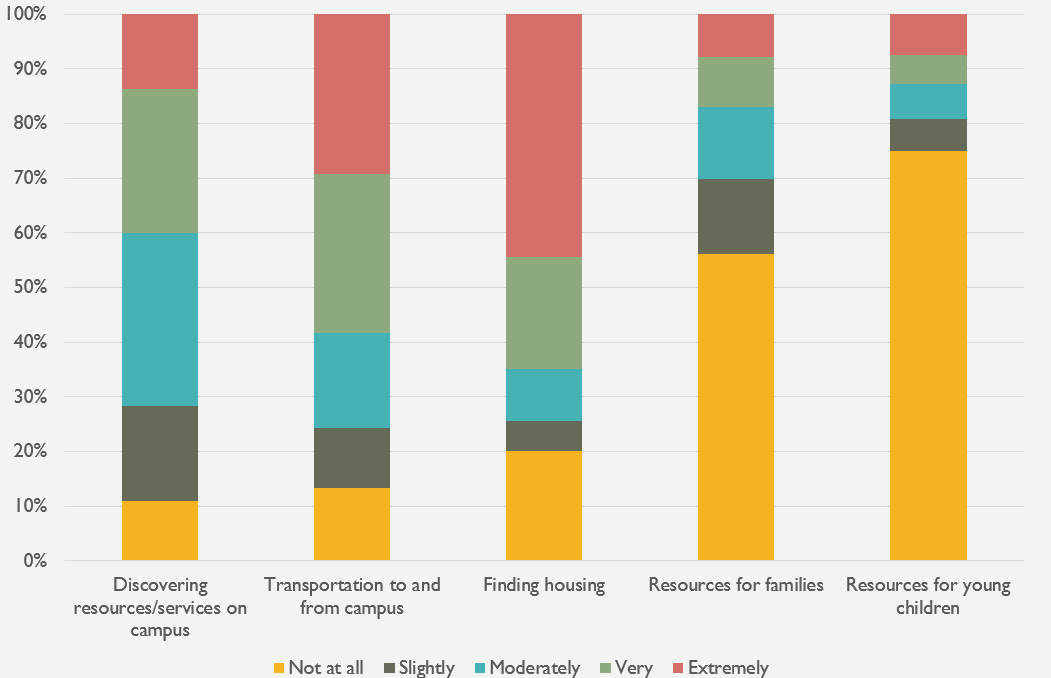 100%
90%
80%
70%
60%
50%
40%
30%
20%
10%
0%
Discovering
resources/services on
campus
Transportation to and
from campus
Finding housing
Resources for families
Resources for young
children
Not at all
Slightly
Moderately
Very
Extremely